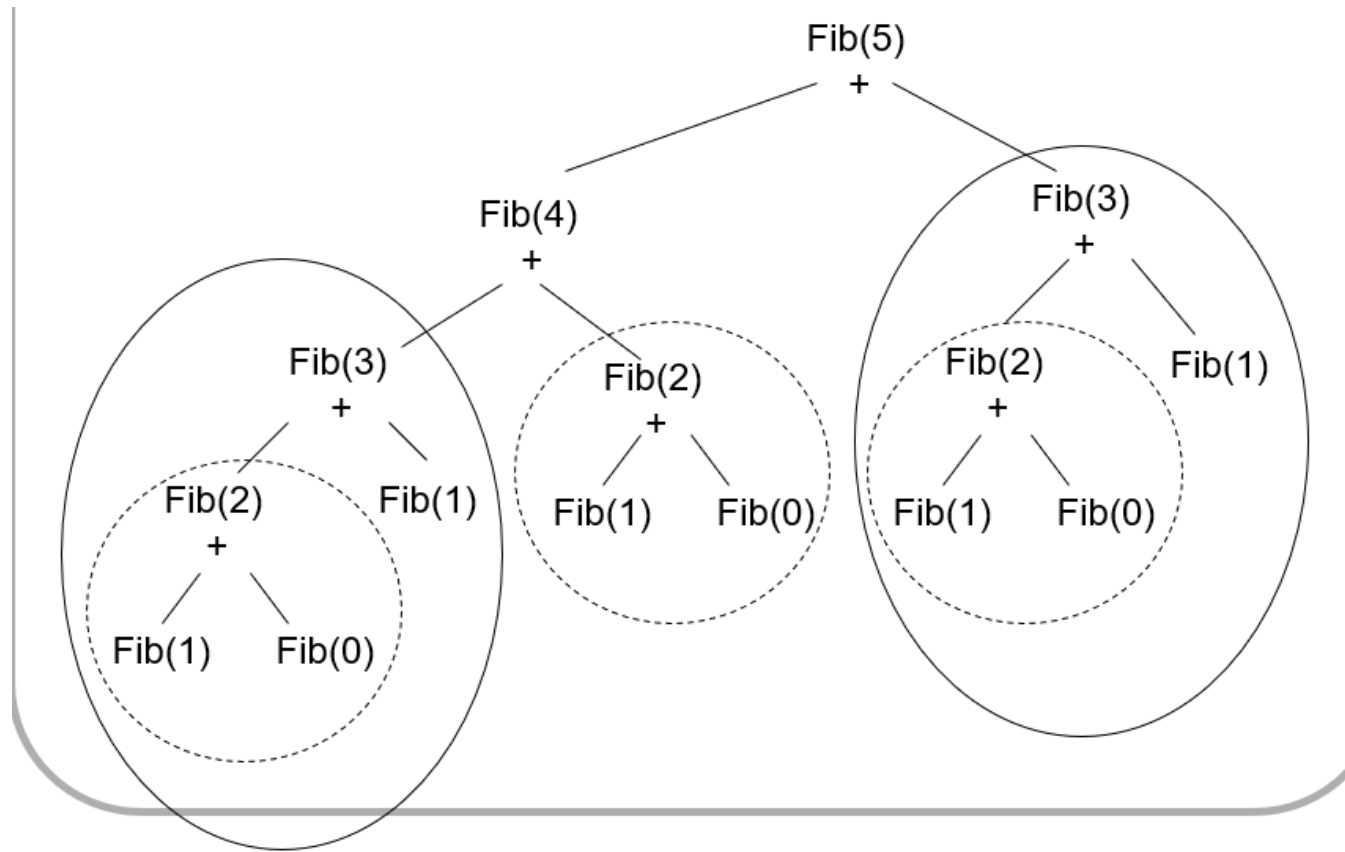 Fib(5)
+
Fib(4)
+
Fib(3)
+
Fib(3)
+
Fib(2)
+
Fib(2)
+
Fib(1)
Fib(2)
+
Fib(1)
Fib(1)
Fib(0)
Fib(1)
Fib(0)
Fib(1)
Fib(0)